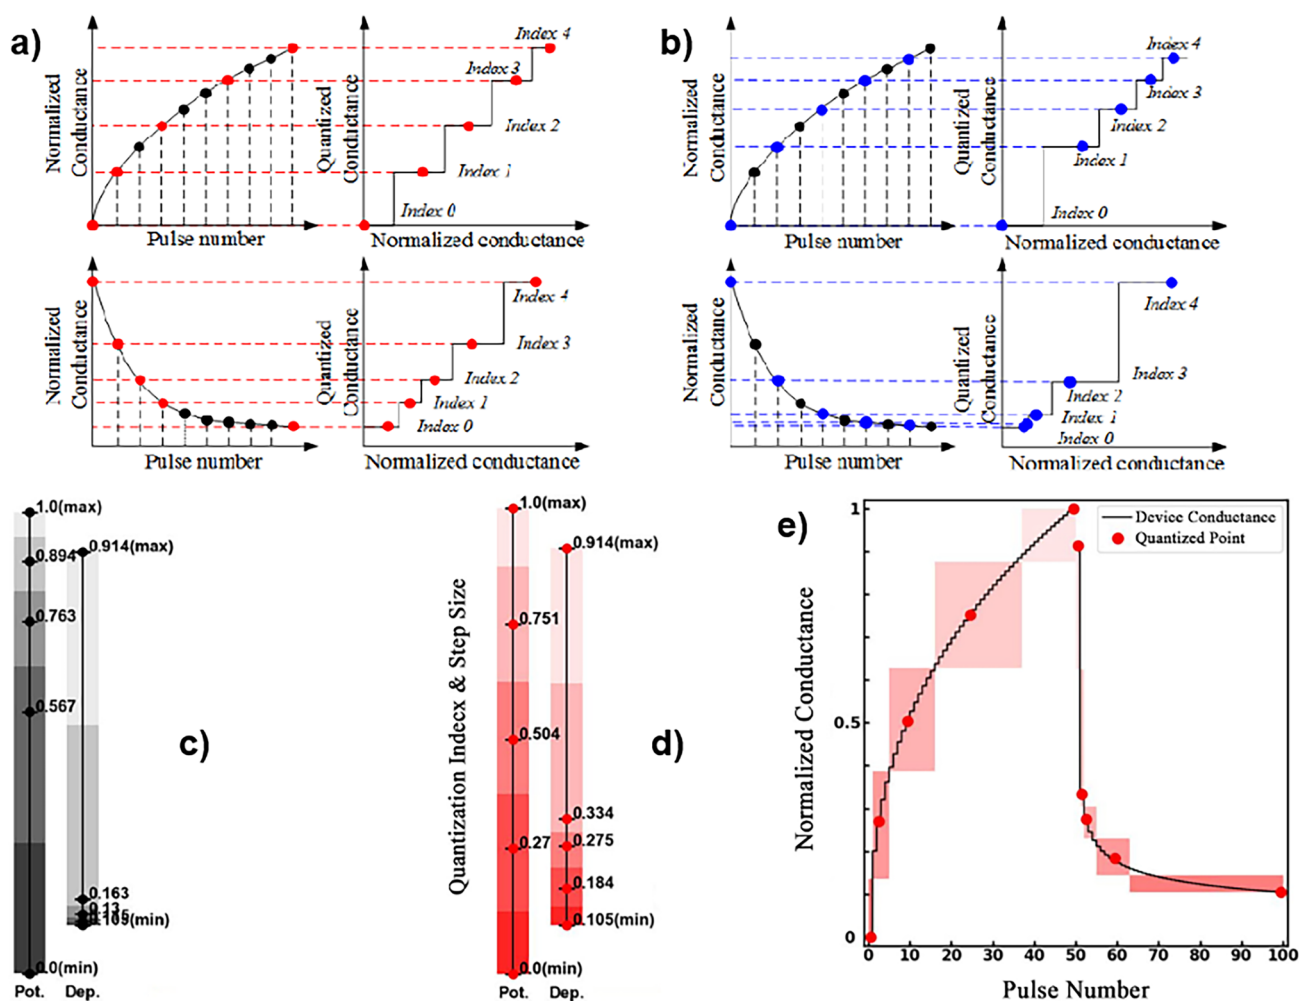 a)
Normalized
Conductance
Pulse number
Quantized
Conductance
Index 4
Index 3
Index 2
Index 1
Index 0
Normalized conductance
b)
Normalized
Conductance
Pulse number
Quantized
Conductance
Index 4
Index 3
Index 2
Index 1
Index 0
Normalized conductance
Normalized
Conductance
Pulse number
Quantized
Conductance
Index 4
Index 3
Index 2
Index 1
Index 0
Normalized conductance
Normalized
Conductance
Pulse number
Quantized
Conductance
Index 4
Index 3
Index 2
Index 1
Index 0
Normalized conductance
1.0(max)
0.894
0.763
0.567
0.0(min)
Pot.
0.914(max)
0.163
0.13
0.105(min)
Dep.
c)
Quantization Indecx & Step Size
1.0(max)
0.751
0.504
0.27
0.0(min)
Pot.
0.914(max)
0.334
0.275
0.184
0.105(min)
Dep.
d)
e)
Device Conductance
Quantized Point
Normalized Conductance
1
0.5
0
0 10 20 30 40 50 60 70 80 90 100
Pulse Number